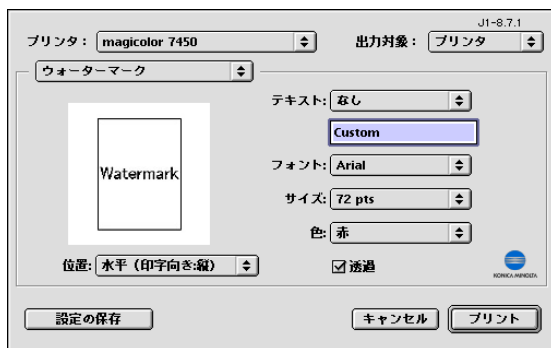 J1-8.7.1
プリンタ： magicolor 7450
出力対象： プリンタ
ウォーターマーク
テキスト: なし
Custom
Watermark
フォント: Arial
サイズ: 72 pts
色: 赤
位置: 水平（印字向き:縦）
透過
KONICA MINOLTA
設定の保存
キャンセル
プリント